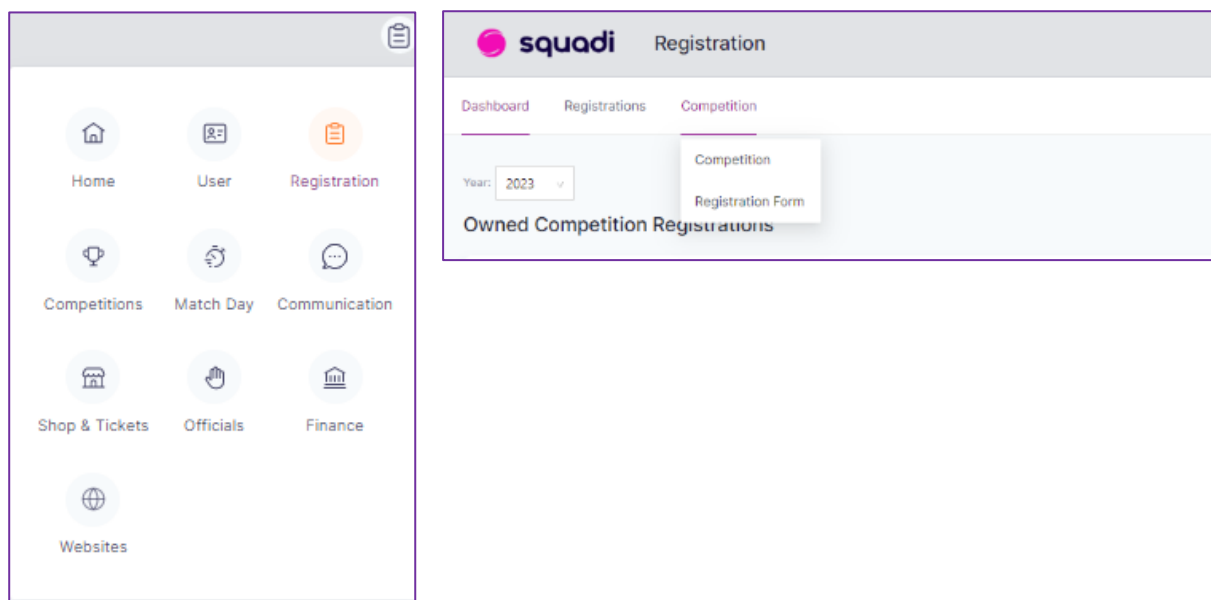 Home User Registration
Competitions Match Day Communication
Shop & Tickets Officials Finance
Websites
squadi Registration
Dashboard Registrations Competition
Competition
Year: 2023
Registration Form
Owned Competition Registrations